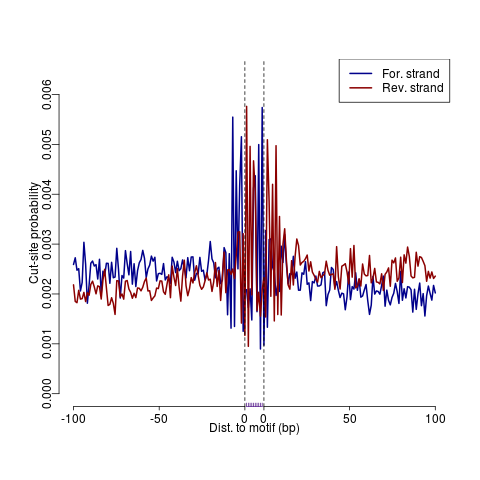 For. strand
Rev. strand
Cut-site probability
0.006
0.005
0.004
0.003
0.002
0.001
0.000
-100 -50 0 0 50 100
Dist. to motif (bp)